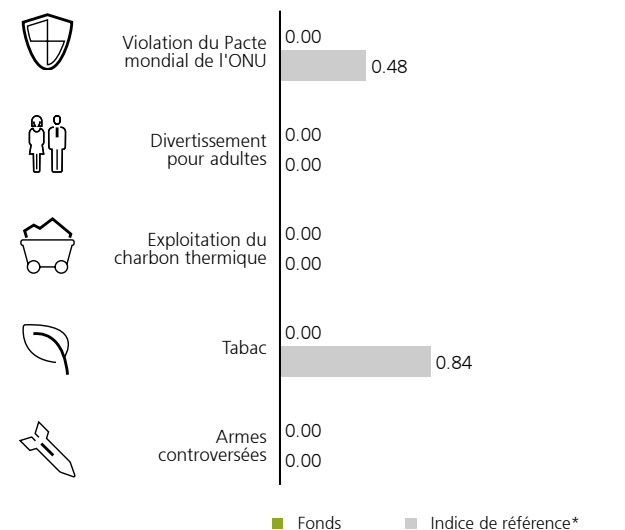 Violation du Pacte
mondial de l'ONU
0.00
0.48
Divertissement
pour adultes
0.00
0.00
Exploitation du
charbon thermique
0.00
0.00
Tabac
0.00
0.84
Armes
controversées
0.00
0.00
Fonds
Indice de référence*